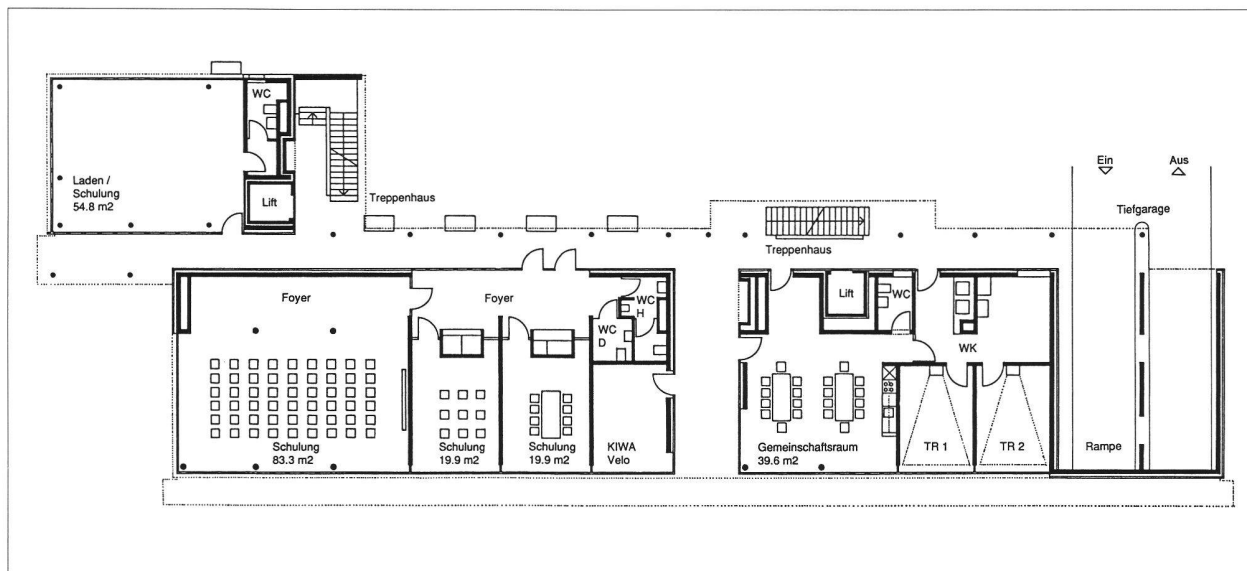 WC
Laden /
Schulung
54.8 m2
Lift
Treppenhaus
Ein
Aus
Tiefgarage
Treppenhaus
Foyer
Foyer
WC
H
WC
D
Lift
WC
WK
Schulung
83.3 m2
Schulung
19.9 m2
Schulung
19.9 m2
KIWA
Velo
Gemeinschaftsraum
39.6 m2
TR 1
TR 2
Rampe